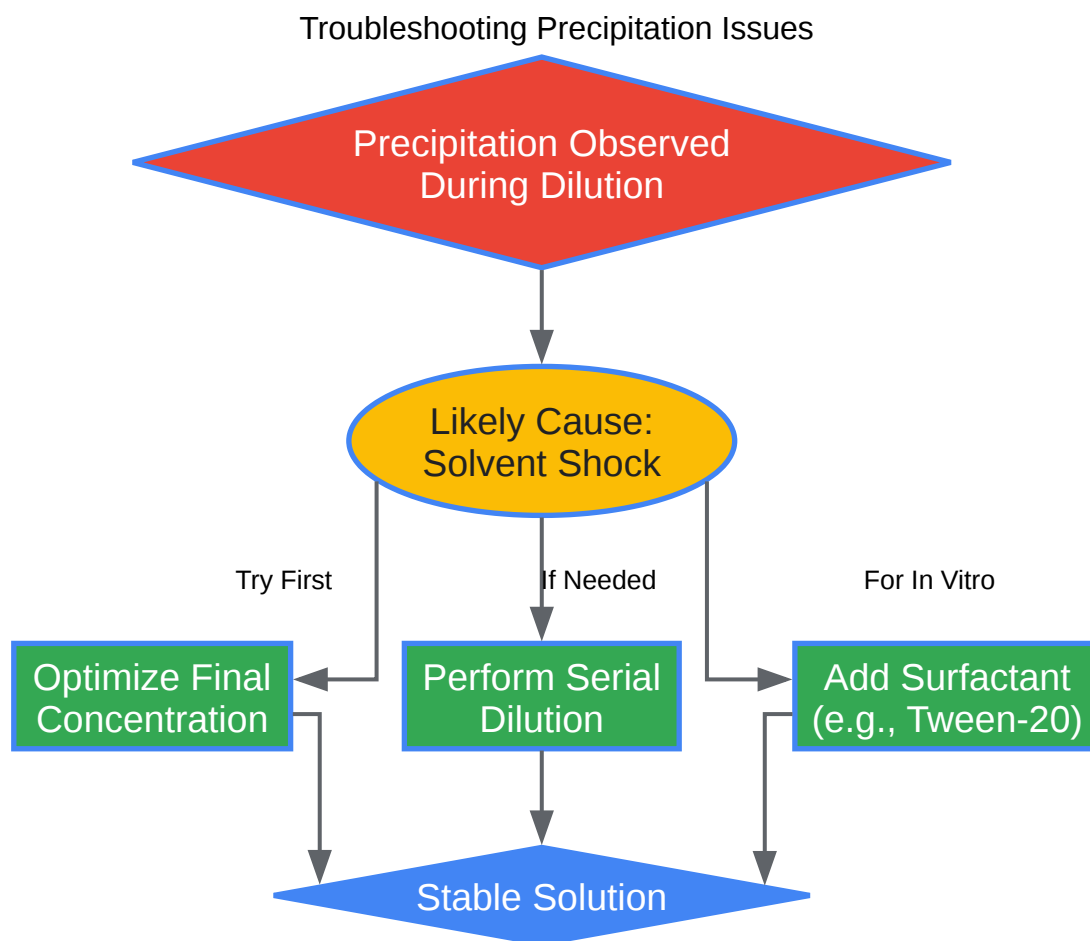 Troubleshooting Precipitation Issues
Precipitation Observed
During Dilution
Likely Cause:
Solvent Shock
Try First
If Needed
For In Vitro
Optimize Final
Concentration
Perform Serial
Dilution
Add Surfactant
(e.g., Tween-20)
Stable Solution